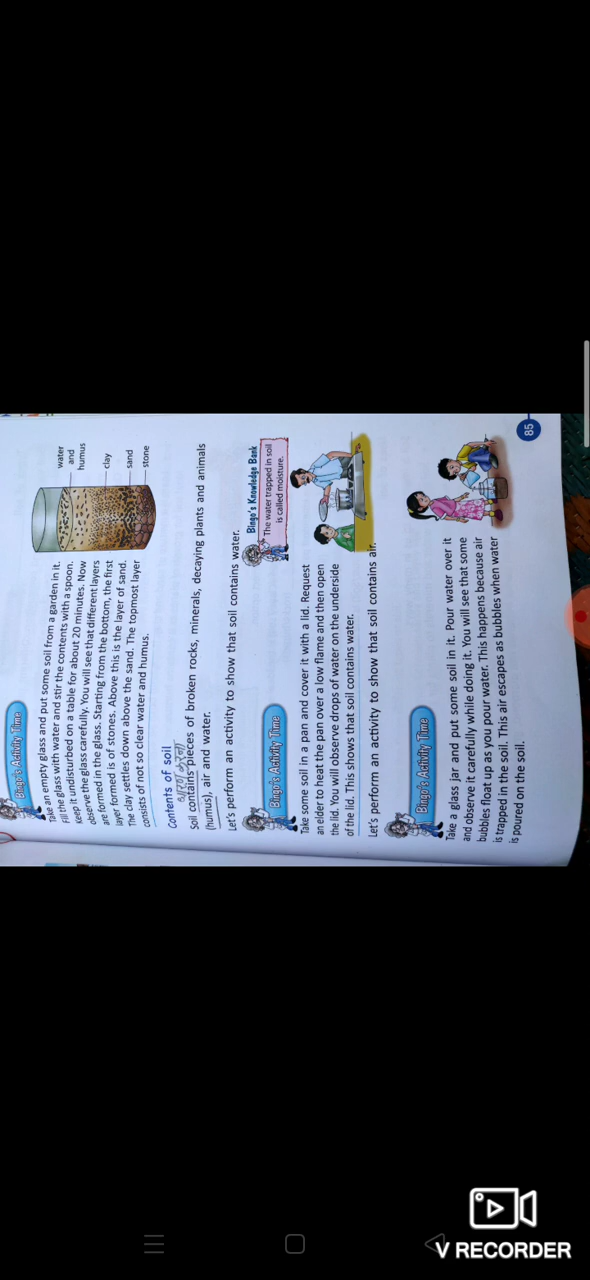 Bingo's Activity Time
Take an empty glass and put some soil from a garden in it.
Fill the glass with water and stir the contents with a spoon.
Keep it undisturbed on a table for about 20 minutes. Now
observe the glass carefully. You will see that different layers
are formed in the glass. Starting from the bottom, the first
layer formed is of stones. Above this is the layer of sand.
The clay settles down above the sand. The topmost layer
consists of not so clear water and humus.
water
and
humus
clay
sand
stone
Contents of soil
धारण करना
Soil contains pieces of broken rocks, minerals, decaying plants and animals
(humus), air and water.
Let's perform an activity to show that soil contains water.
Bingo's Activity Time
Bingo's Knowledge Bank
The water trapped in soil
is called moisture.
Take some soil in a pan and cover it with a lid. Request
an elder to heat the pan over a low flame and then open
the lid. You will observe drops of water on the underside
of the lid. This shows that soil contains water.
Let's perform an activity to show that soil contains air.
Bingo's Activity Time
Take a glass jar and put some soil in it. Pour water over it
and observe it carefully while doing it. You will see that some
bubbles float up as you pour water. This happens because air
is trapped in the soil. This air escapes as bubbles when water
is poured on the soil.
85
V RECORDER